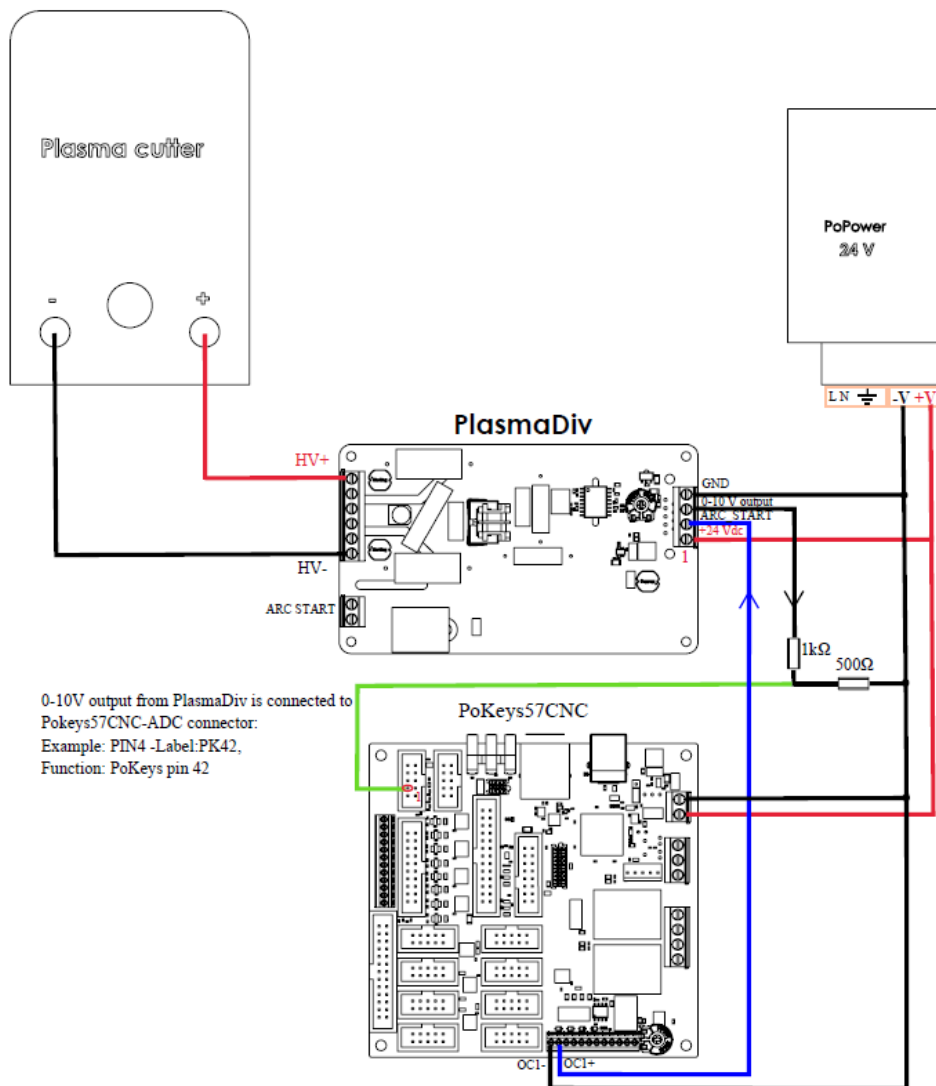 Plasma cutter
-
+
PoPower
24 V
L N
-V
+V
PlasmaDiv
HV+
HV-
ARC START
GND
0-10 V output
ARC_START
+24 Vdc
1
1kΩ
500Ω
0-10V output from PlasmaDiv is connected to
Pokeys57CNC-ADC connector:
Example: PIN4 -Label:PK42,
Function: PoKeys pin 42
PoKeys57CNC
OC1-
OC1+